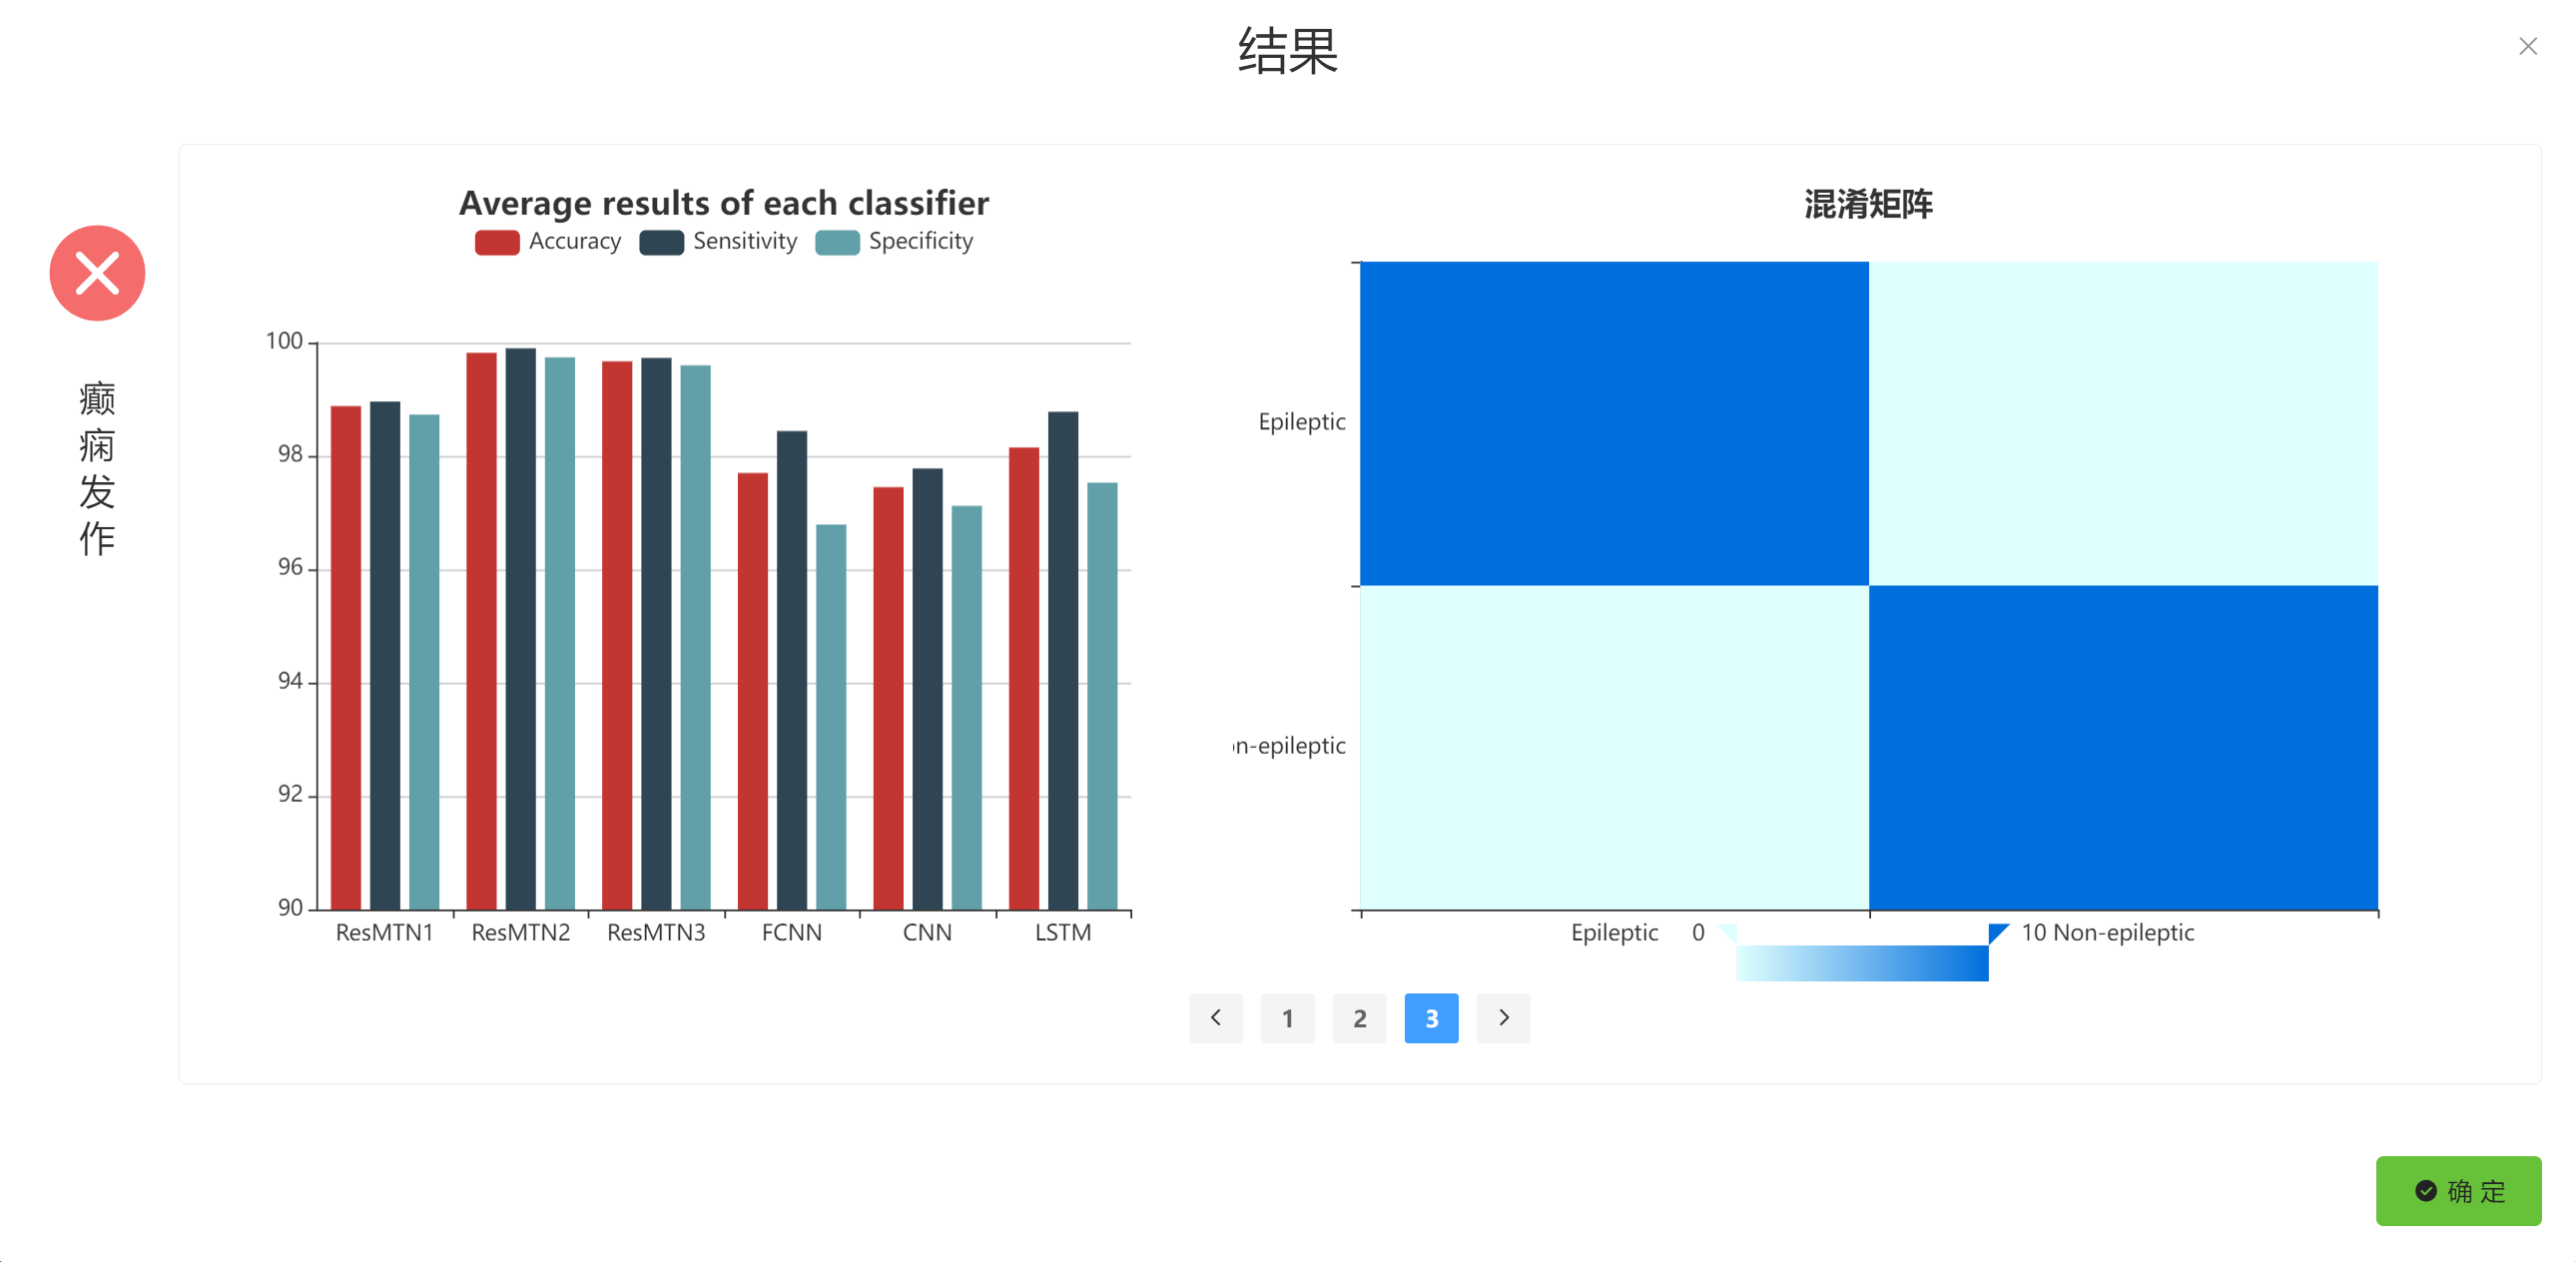 结果
癫
痫
发
作
Average results of each classifier
Accuracy Sensitivity Specificity
100
98
96
94
92
90
ResMTN1 ResMTN2 ResMTN3 FCNN CNN LSTM
混淆矩阵
Epileptic
n-epileptic
Epileptic 0 10 Non-epileptic
1 2 3
确 定